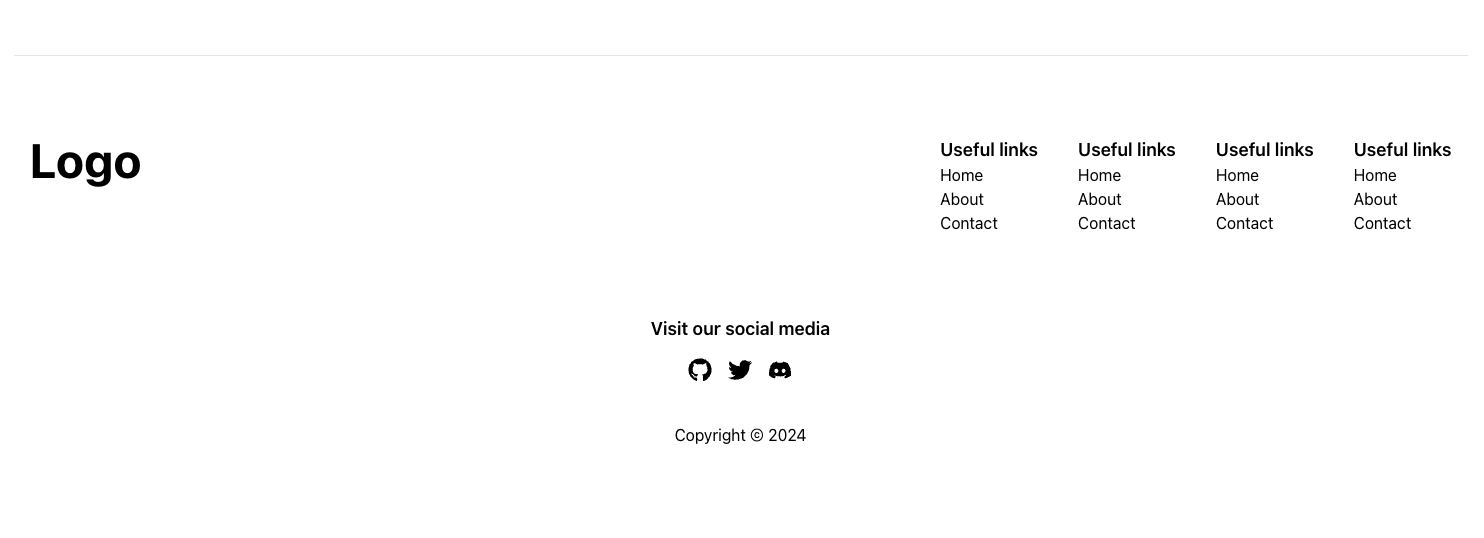 Logo
Useful links
Home
About
Contact
Useful links
Home
About
Contact
Useful links
Home
About
Contact
Useful links
Home
About
Contact
Visit our social media
Copyright © 2024